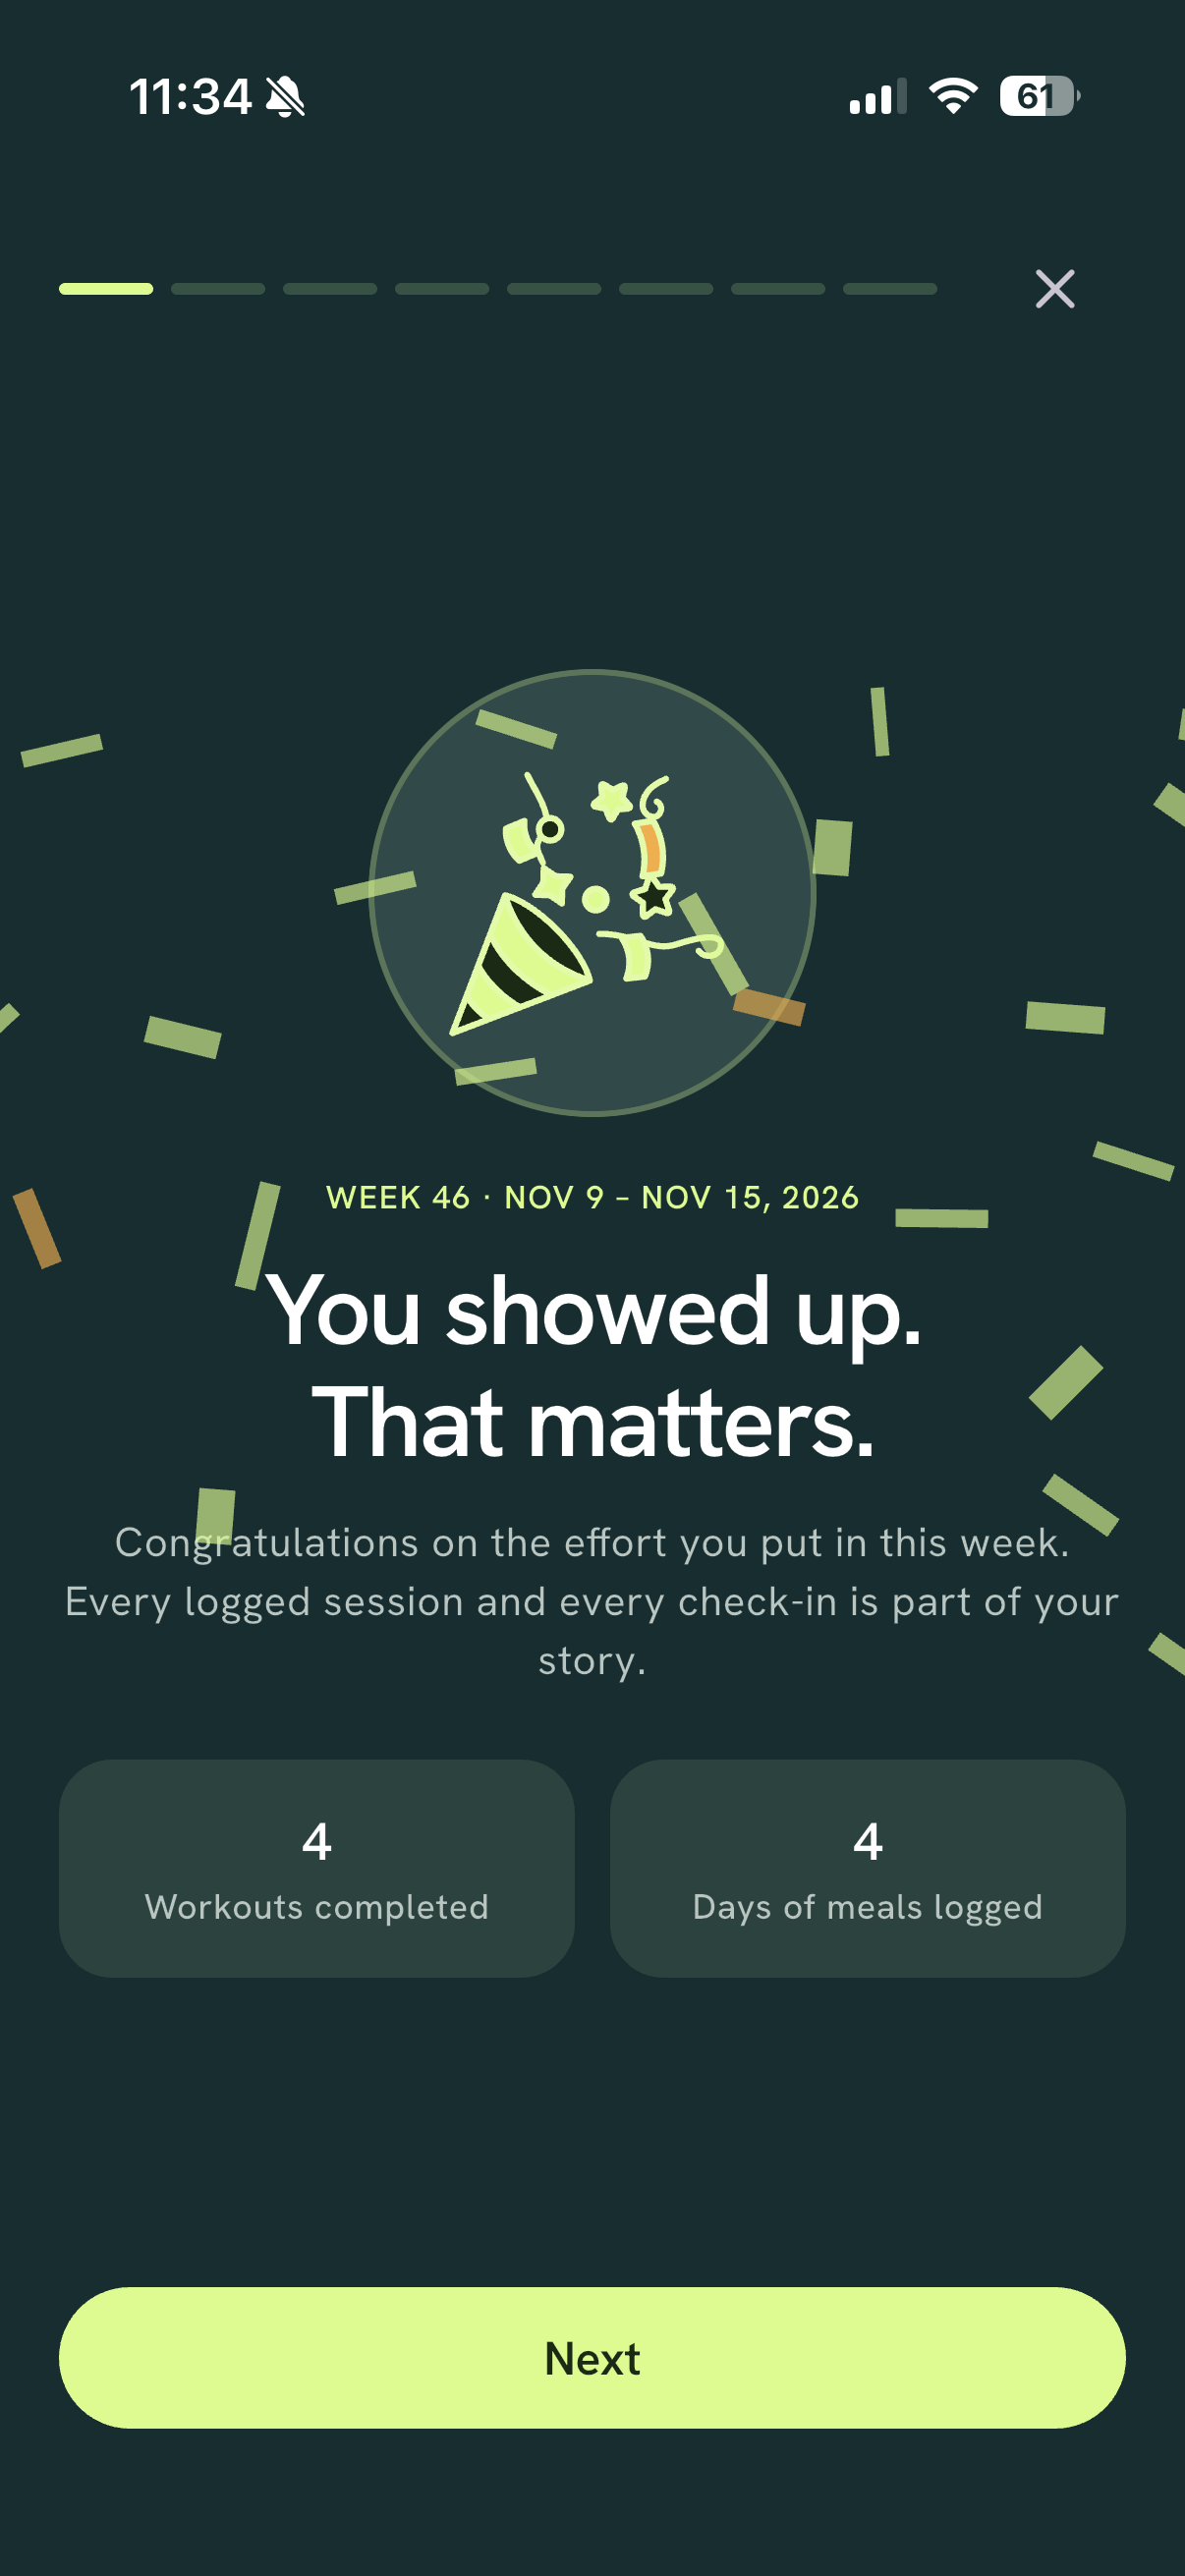 11:34
61
WEEK 46 · NOV 9 – NOV 15, 2026
You showed up.
That matters.
Congratulations on the effort you put in this week.
Every logged session and every check-in is part of your
story.
4
Workouts completed
4
Days of meals logged
Next